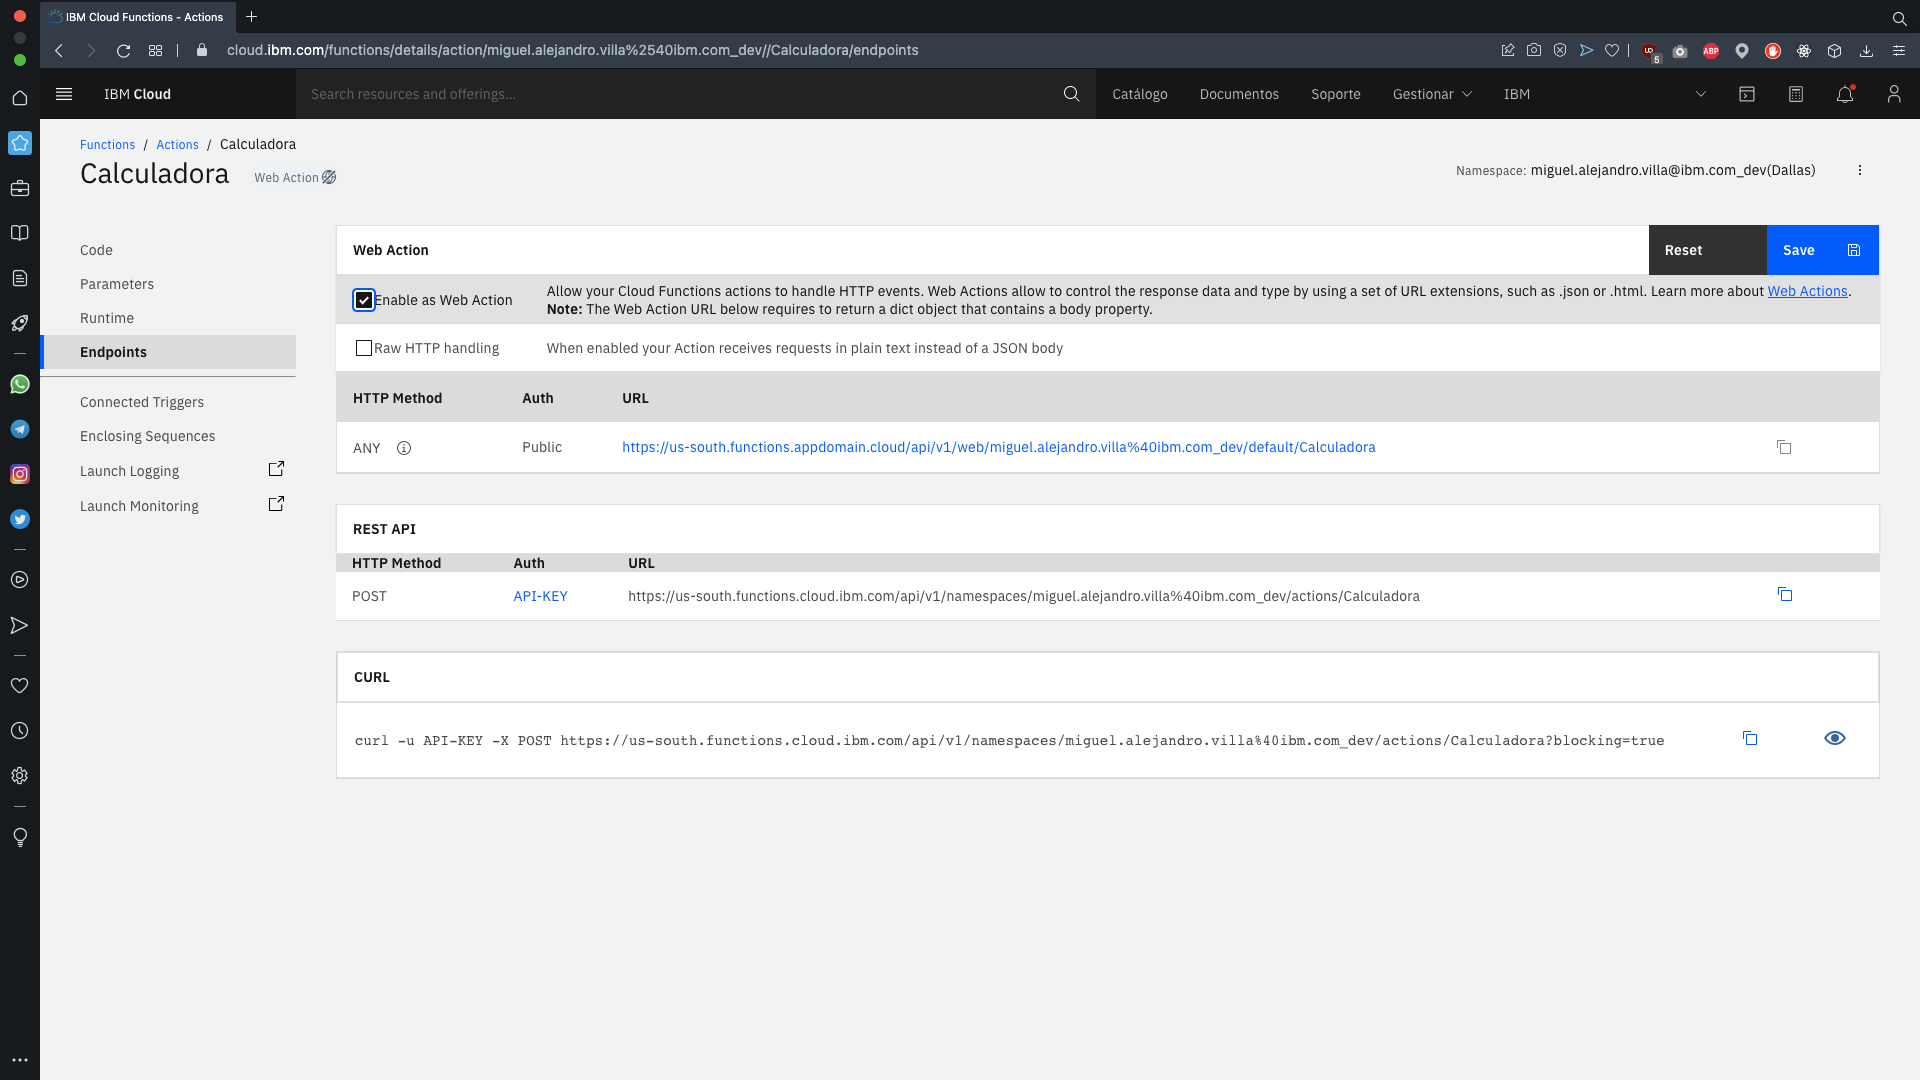 IBM Cloud Functions - Actions
cloud.ibm.com/functions/details/action/miguel.alejandro.villa%2540ibm.com_dev//Calculadora/endpoints
5
ABP
IBM Cloud
Search resources and offerings...
Catálogo
Documentos
Soporte
Gestionar
IBM
Functions / Actions / Calculadora
Calculadora
Web Action
Namespace: miguel.alejandro.villa@ibm.com_dev(Dallas)
Code
Parameters
Runtime
Endpoints
Connected Triggers
Enclosing Sequences
Launch Logging
Launch Monitoring
Web Action
Reset
Save
Enable as Web Action
Allow your Cloud Functions actions to handle HTTP events. Web Actions allow to control the response data and type by using a set of URL extensions, such as .json or .html. Learn more about Web Actions.
Note: The Web Action URL below requires to return a dict object that contains a body property.
Raw HTTP handling
When enabled your Action receives requests in plain text instead of a JSON body
HTTP Method Auth URL
ANY Public https://us-south.functions.appdomain.cloud/api/v1/web/miguel.alejandro.villa%40ibm.com_dev/default/Calculadora
REST API
HTTP Method Auth URL
POST API-KEY https://us-south.functions.cloud.ibm.com/api/v1/namespaces/miguel.alejandro.villa%40ibm.com_dev/actions/Calculadora
CURL
curl -u API-KEY -X POST https://us-south.functions.cloud.ibm.com/api/v1/namespaces/miguel.alejandro.villa%40ibm.com_dev/actions/Calculadora?blocking=true